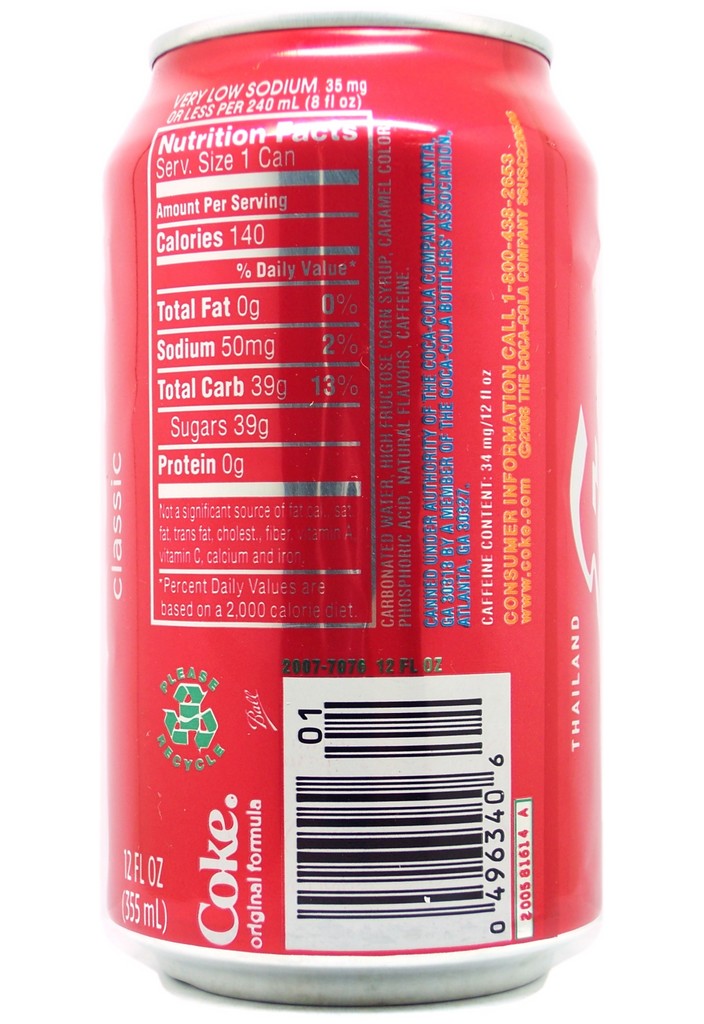 VERY LOW SODIUM, 35 mg
OR LESS PER 240 mL (8 fl oz)
Nutrition Facts
Serv. Size 1 Can
Amount Per Serving
Calories 140
% Daily Value*
Total Fat 0g 0%
Sodium 50mg 2%
Total Carb 39g 13%
Sugars 39g
Protein 0g
Not a significant source of fat cal., sat
fat, trans fat, cholest., fiber, vitamin A,
vitamin C, calcium and iron.
*Percent Daily Values are
based on a 2,000 calorie diet.
CARBONATED WATER, HIGH FRUCTOSE CORN SYRUP, CARAMEL COLOR
PHOSPHORIC ACID, NATURAL FLAVORS, CAFFEINE.
CANNED UNDER AUTHORITY OF THE COCA-COLA COMPANY, ATLANTA,
GA 30313 BY A MEMBER OF THE COCA-COLA BOTTLERS' ASSOCIATION,
ATLANTA, GA 30327.
CAFFEINE CONTENT: 34 mg/12 fl oz
CONSUMER INFORMATION CALL 1-800-438-2653
www.coke.com ©2008 THE COCA-COLA COMPANY
classic
THAILAND
PLEASE
RECYCLE
Ball
2007-7076 12 FL OZ
01
0 496340 6
200581614 A
Coke.
original formula
12 FL OZ
(355 mL)